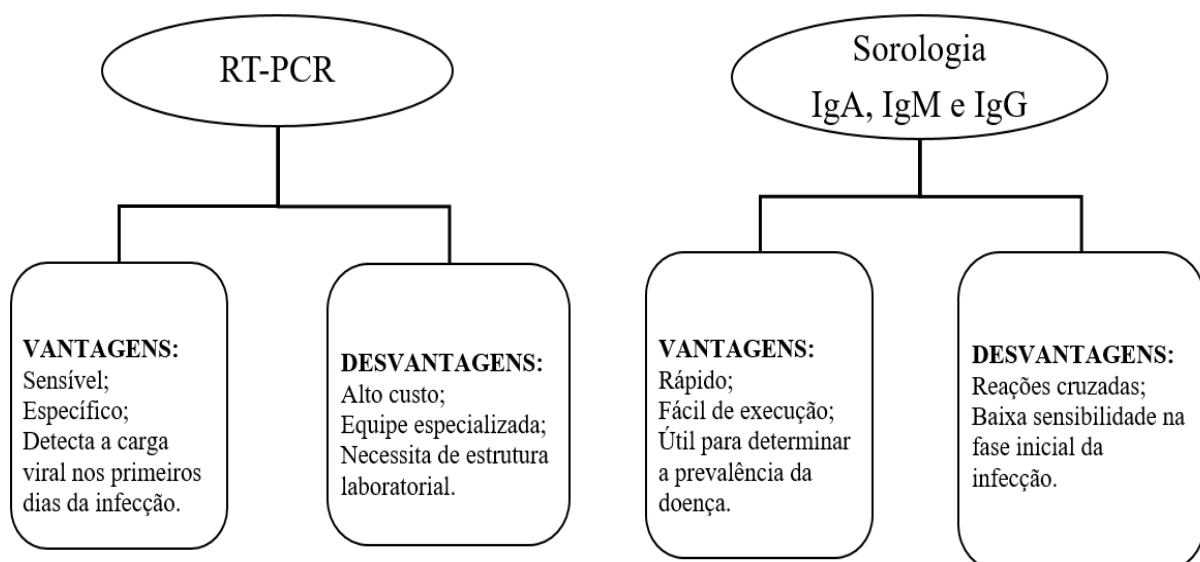 RT-PCR
VANTAGENS:
Sensível;
Específico;
Detecta a carga
viral nos primeiros
dias da infecção.
DESVANTAGENS:
Alto custo;
Equipe especializada;
Necessita de estrutura
laboratorial.
Sorologia
IgA, IgM e IgG
VANTAGENS:
Rápido;
Fácil de execução;
Útil para determinar
a prevalência da
doença.
DESVANTAGENS:
Reações cruzadas;
Baixa sensibilidade na
fase inicial da
infecção.